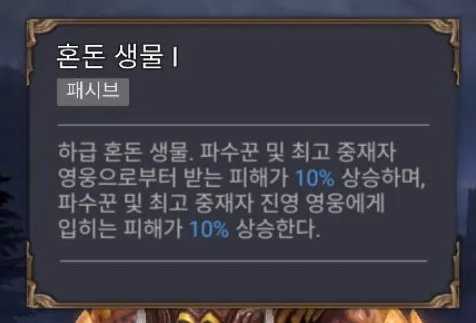 혼돈 생물 I
패시브
하급 혼돈 생물. 파수꾼 및 최고 중재자
영웅으로부터 받는 피해가 10% 상승하며,
파수꾼 및 최고 중재자 진영 영웅에게
입히는 피해가 10% 상승한다.